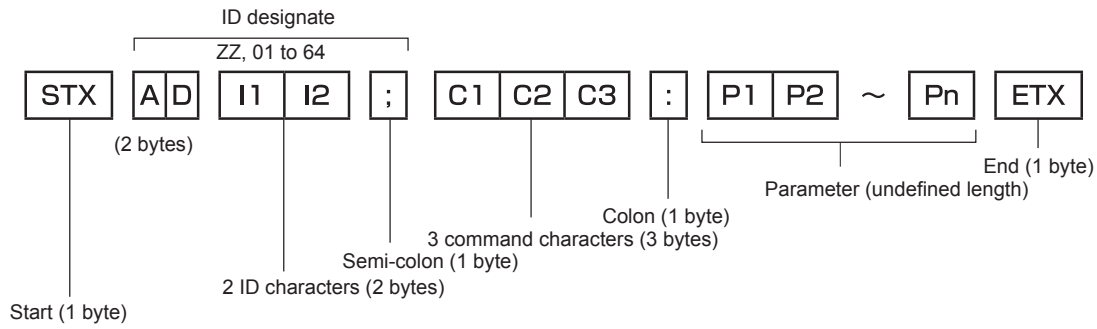 ID designate
ZZ, 01 to 64
STX A D I1 I2 ; C1 C2 C3 : P1 P2 ～ Pn ETX
(2 bytes)
End (1 byte)
Parameter (undefined length)
Colon (1 byte)
3 command characters (3 bytes)
Semi-colon (1 byte)
2 ID characters (2 bytes)
Start (1 byte)